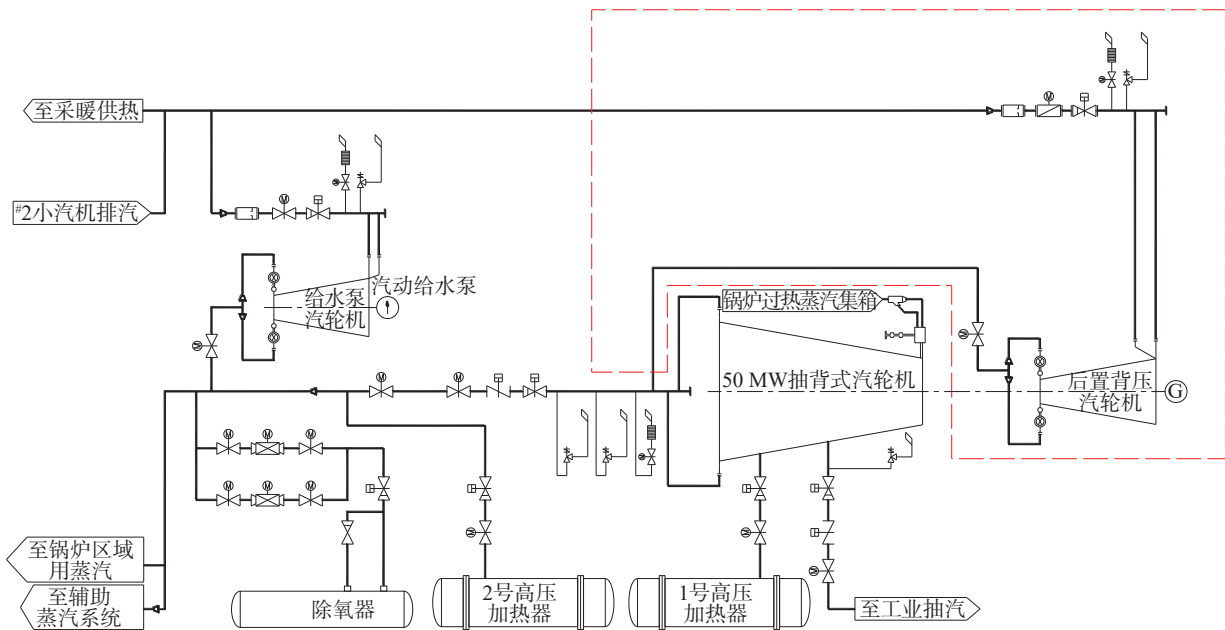 至采暖供热
#2小汽机排汽
汽动给水泵
给水泵
汽轮机
锅炉过热蒸汽集箱
50 MW抽背式汽轮机
后置背压
汽轮机
G
M
M
M
M
M
M
M
M
M
M
M
M
至锅炉区域
用蒸汽
至辅助
蒸汽系统
除氧器
2号高压
加热器
1号高压
加热器
至工业抽汽